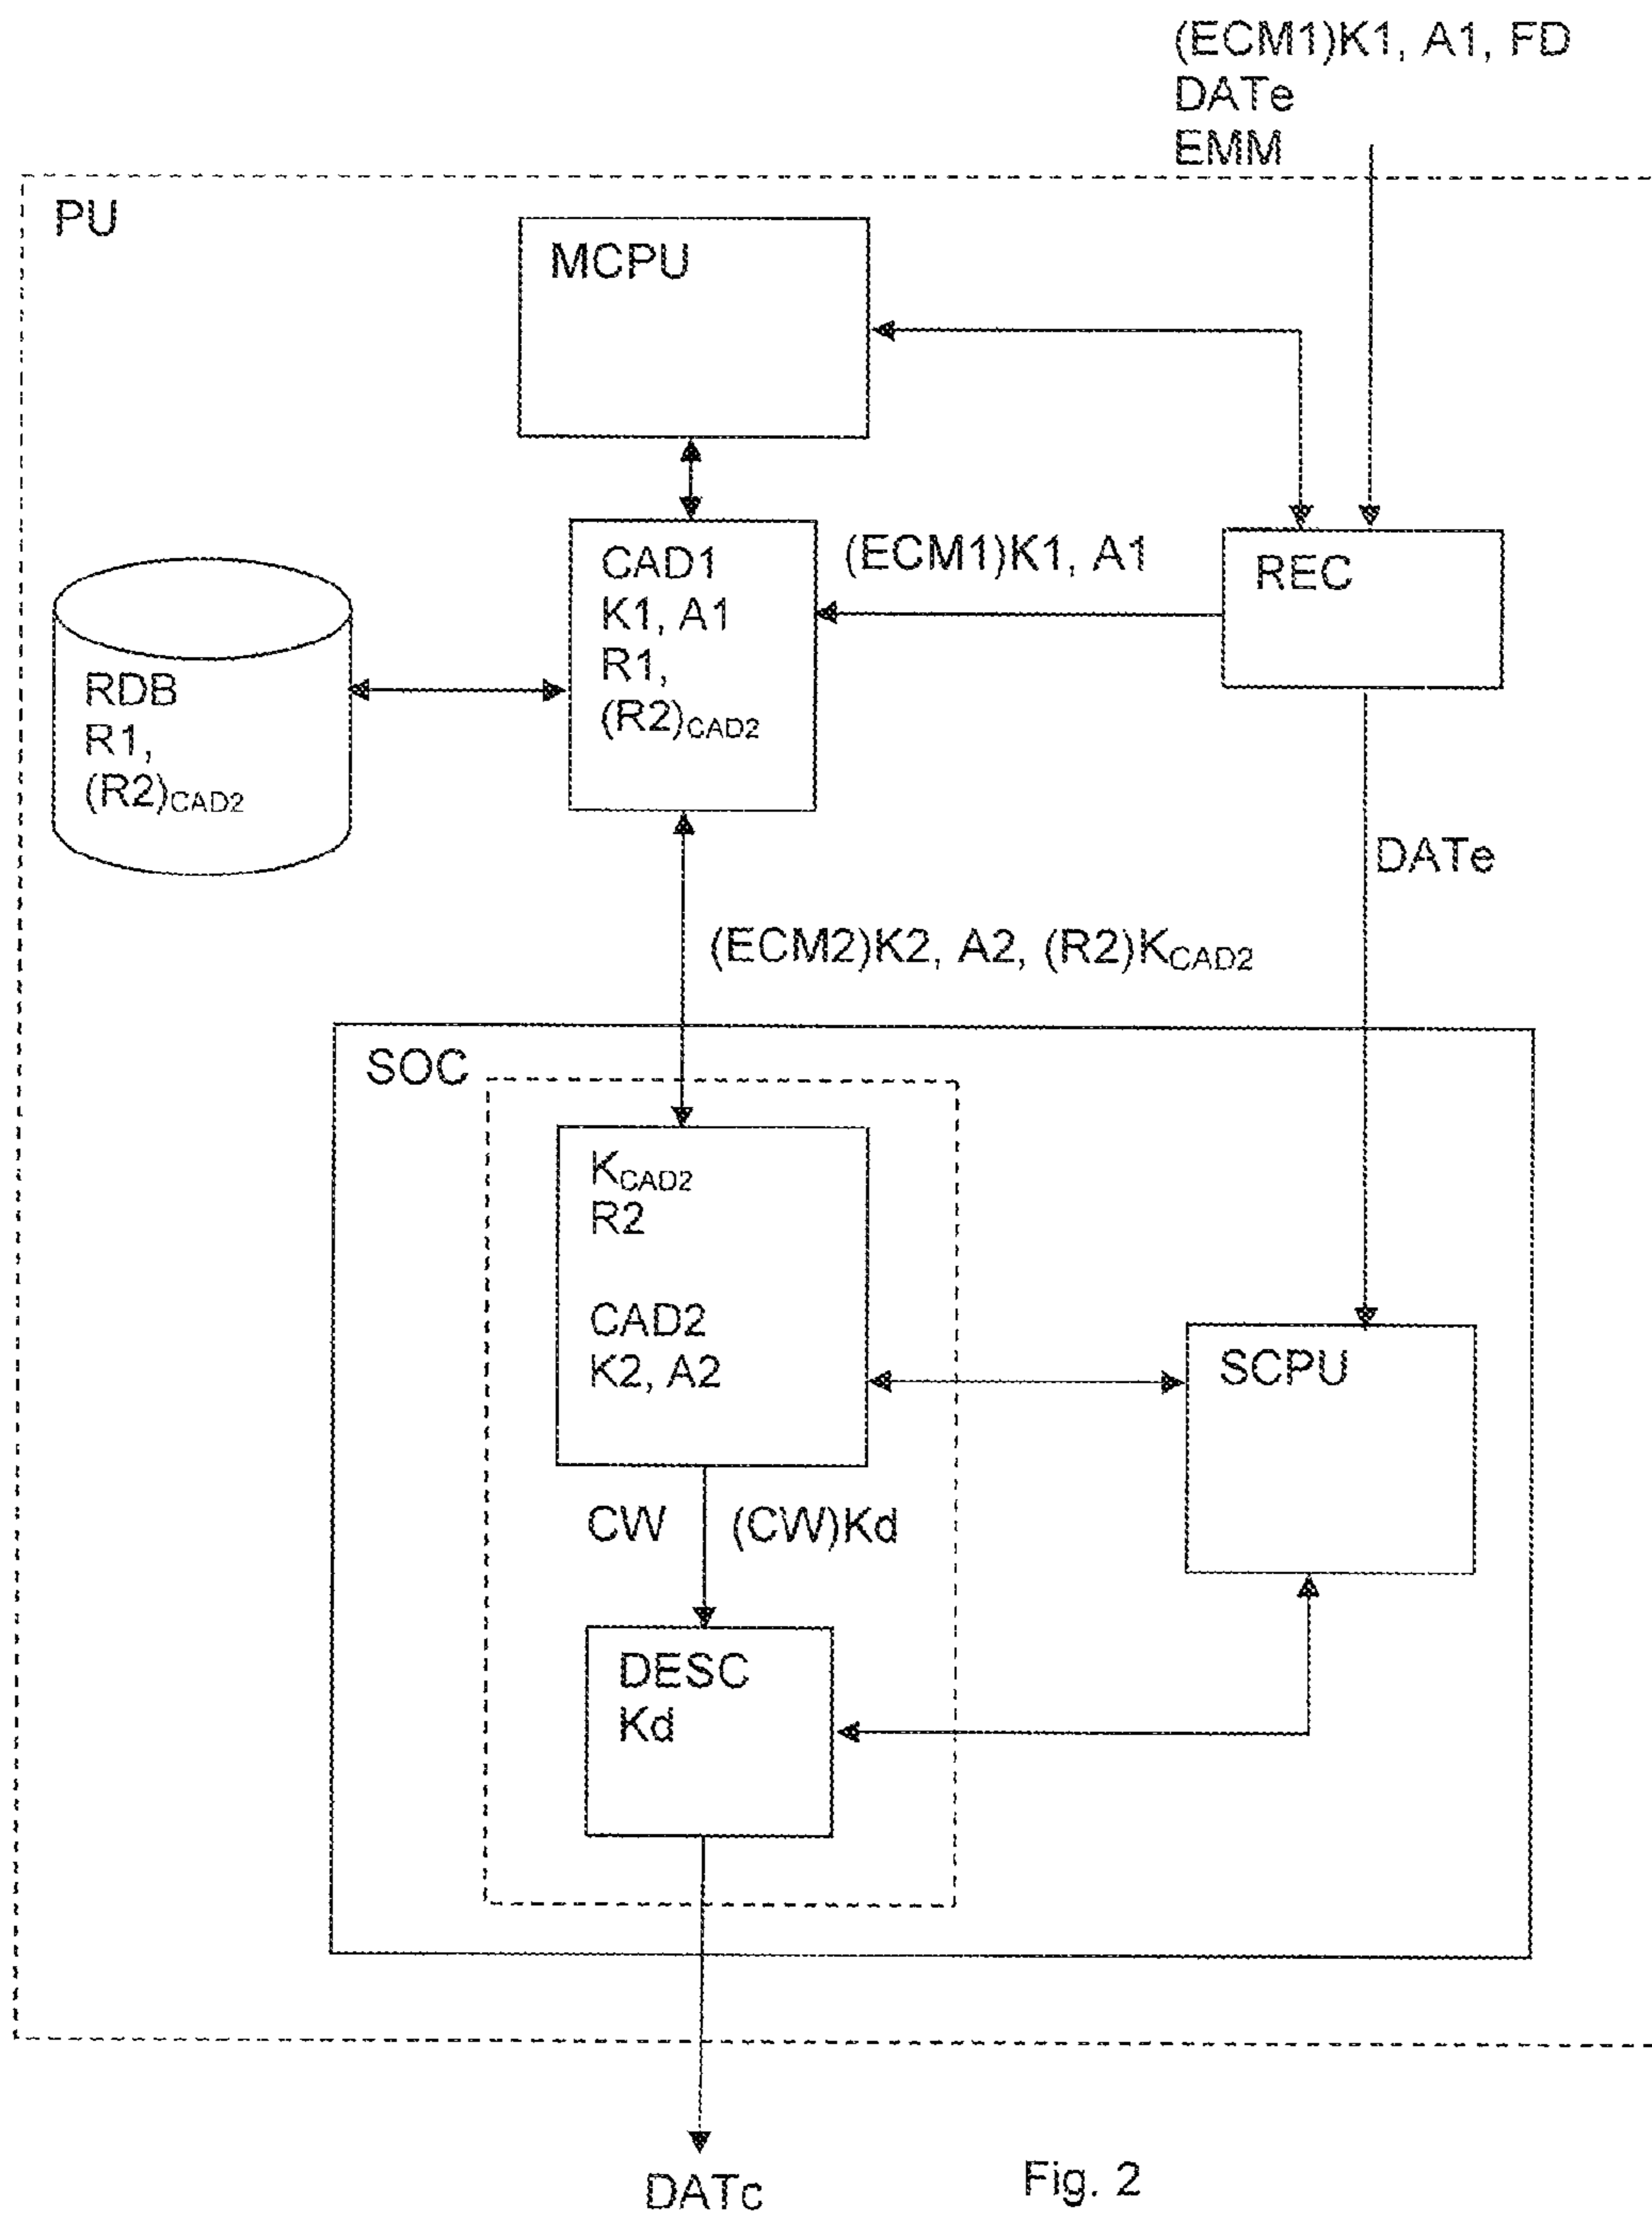 (ECM1)K1, A1, FD
DATe
EMM
PU
MCPU
CAD1
K1, A1
R1,
(R2)CAD2
(ECM1)K1, A1
REC
RDB
R1,
(R2)CAD2
DATe
(ECM2)K2, A2, (R2)KCAD2
SOC
KCAD2
R2
CAD2
K2, A2
SCPU
CW (CW)Kd
DESC
Kd
DATc
Fig. 2